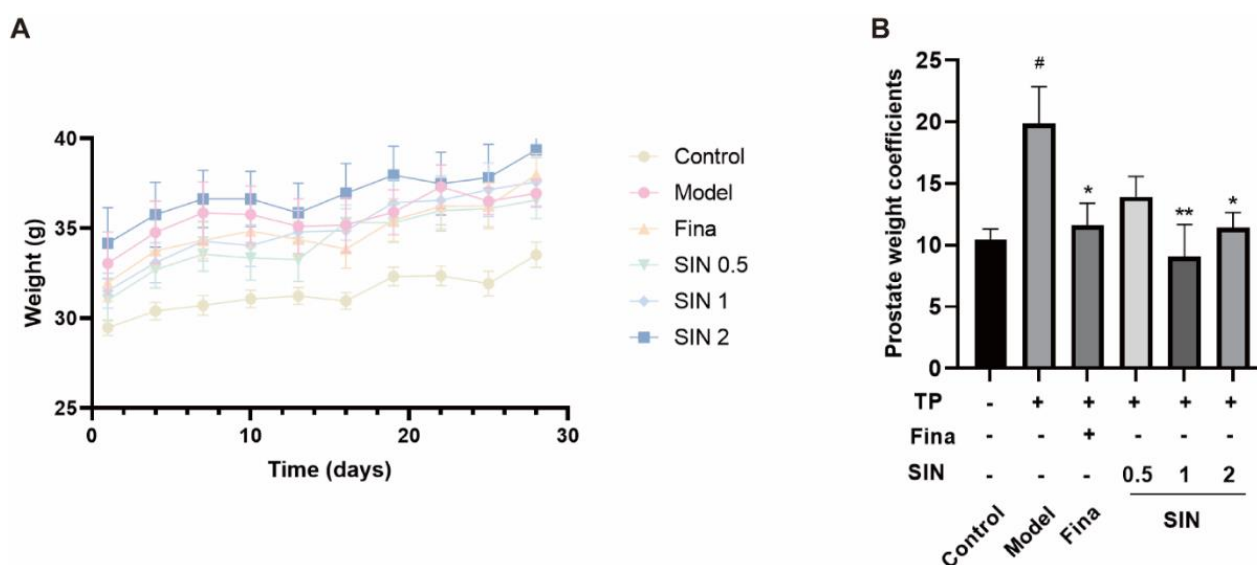 A
Weight (g)
40
35
30
25
0
10
20
30
Time (days)
Control
Model
Fina
SIN 0.5
SIN 1
SIN 2
B
Prostate weight coefficients
25
20
15
10
5
0
#
*
**
*
TP - + + + + +
Fina - - + - - -
SIN - - - 0.5 1 2
Control
Model
Fina
SIN